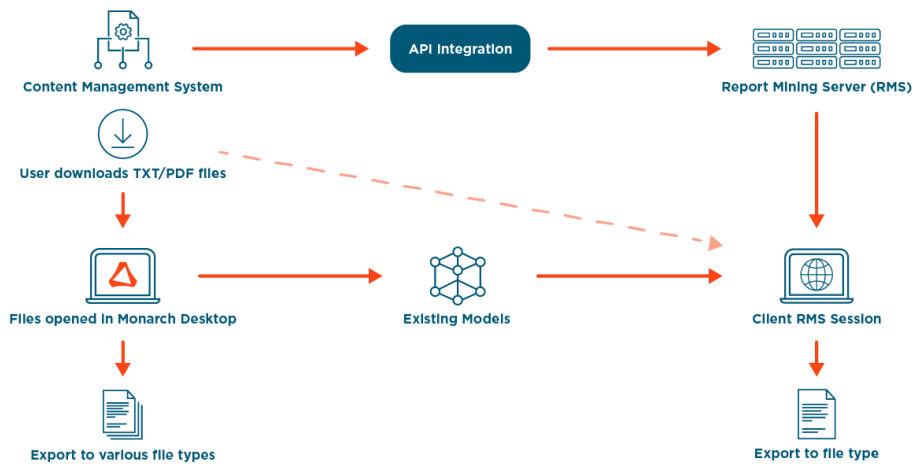 API Integration
Content Management System
Report Mining Server (RMS)
User downloads TXT/PDF files
Files opened in Monarch Desktop
Existing Models
Client RMS Session
Export to various file types
Export to file type